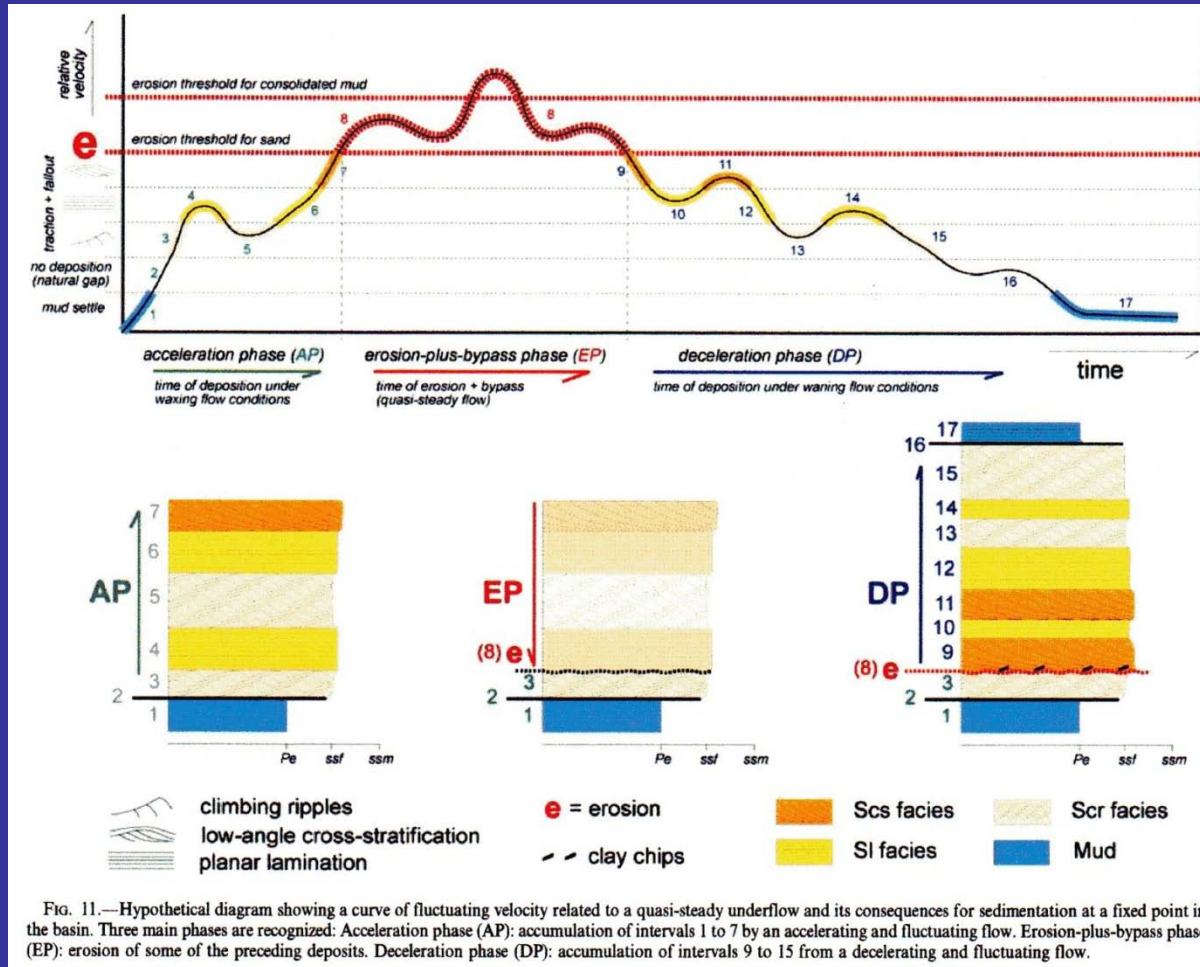 relative
velocity
erosion threshold for consolidated mud
erosion threshold for sand
e
traction + fallout
no deposition
(natural gap)
mud settle
1
2
3
4
5
6
7
8
8
9
10
11
12
13
14
15
16
17
acceleration phase (AP)
time of deposition under
waxing flow conditions
erosion-plus-bypass phase (EP)
time of erosion + bypass
(quasi-steady flow)
deceleration phase (DP)
time of deposition under waning flow conditions
time
AP
7
6
5
4
3
2
1
Pe ssf ssm
EP
(8) e
3
2
1
Pe ssf ssm
DP
17
16
15
14
13
12
11
10
9
(8) e
3
2
1
Pe ssf ssm
climbing ripples
low-angle cross-stratification
planar lamination
e = erosion
clay chips
Scs facies
Sl facies
Scr facies
Mud
FIG. 11.—Hypothetical diagram showing a curve of fluctuating velocity related to a quasi-steady underflow and its consequences for sedimentation at a fixed point in
the basin. Three main phases are recognized: Acceleration phase (AP): accumulation of intervals 1 to 7 by an accelerating and fluctuating flow. Erosion-plus-bypass phase
(EP): erosion of some of the preceding deposits. Deceleration phase (DP): accumulation of intervals 9 to 15 from a decelerating and fluctuating flow.